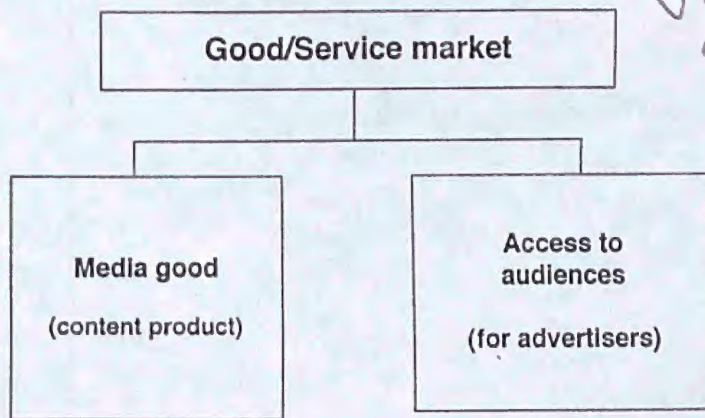 Good/Service market
Media good
(content product)
Access to
audiences
(for advertisers)